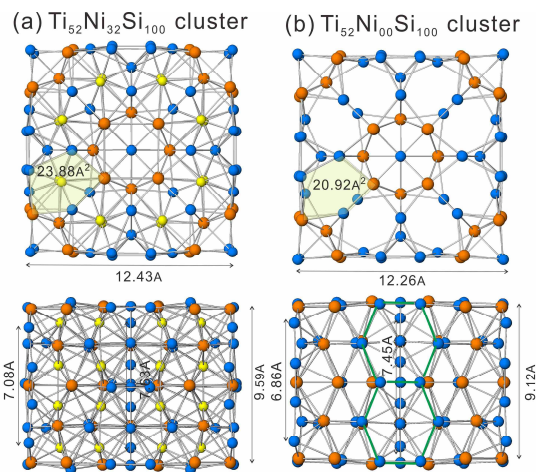 (a) Ti52Ni32Si100 cluster
(b) Ti52Ni00Si100 cluster
23.88A2
20.92A2
12.43A
12.26A
7.08A
7.63A
9.59A
6.86A
7.45A
9.12A